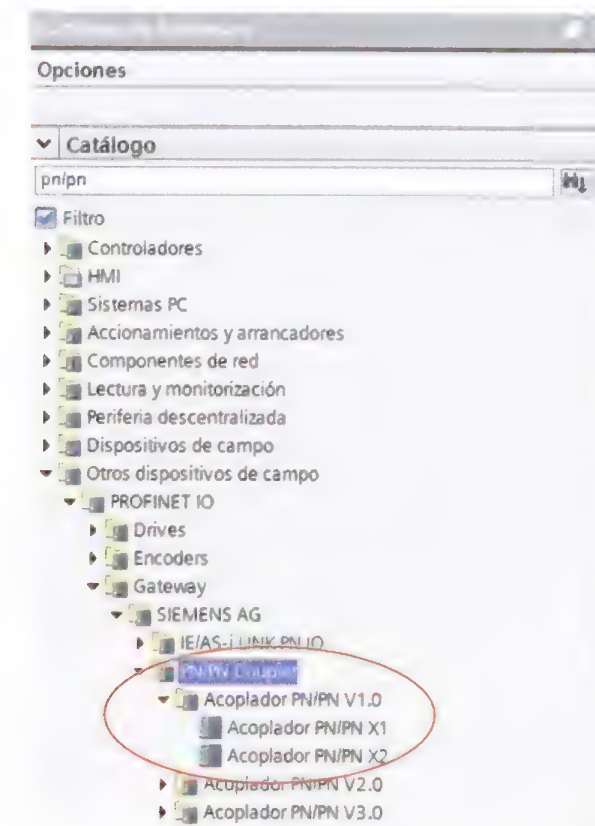 Opciones
Catálogo
pn/pn
Filtro
Controladores
HMI
Sistemas PC
Accionamientos y arrancadores
Componentes de red
Lectura y monitorización
Periferia descentralizada
Dispositivos de campo
Otros dispositivos de campo
PROFINET IO
Drives
Encoders
Gateway
SIEMENS AG
IE/AS-i LINK PN IO
PN/PN Coupler
Acoplador PN/PN V1.0
Acoplador PN/PN X1
Acoplador PN/PN X2
Acoplador PN/PN V2.0
Acoplador PN/PN V3.0